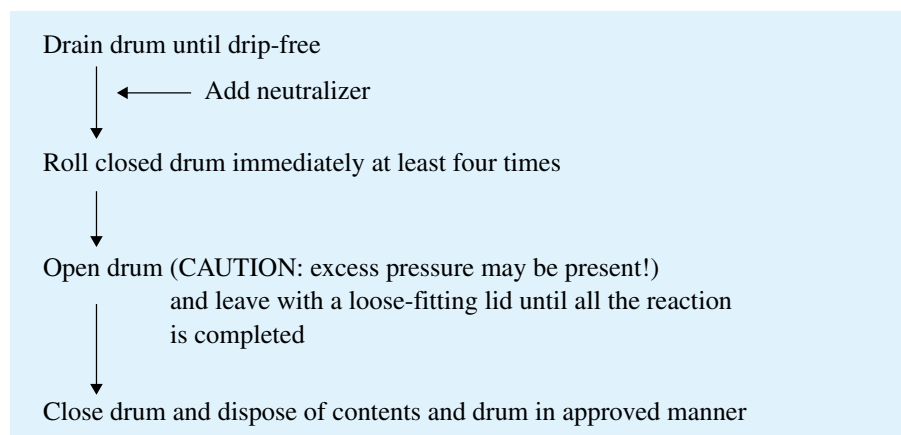 Drain drum until drip-free
Add neutralizer
Roll closed drum immediately at least four times
Open drum (CAUTION: excess pressure may be present!)
and leave with a loose-fitting lid until all the reaction
is completed
Close drum and dispose of contents and drum in approved manner